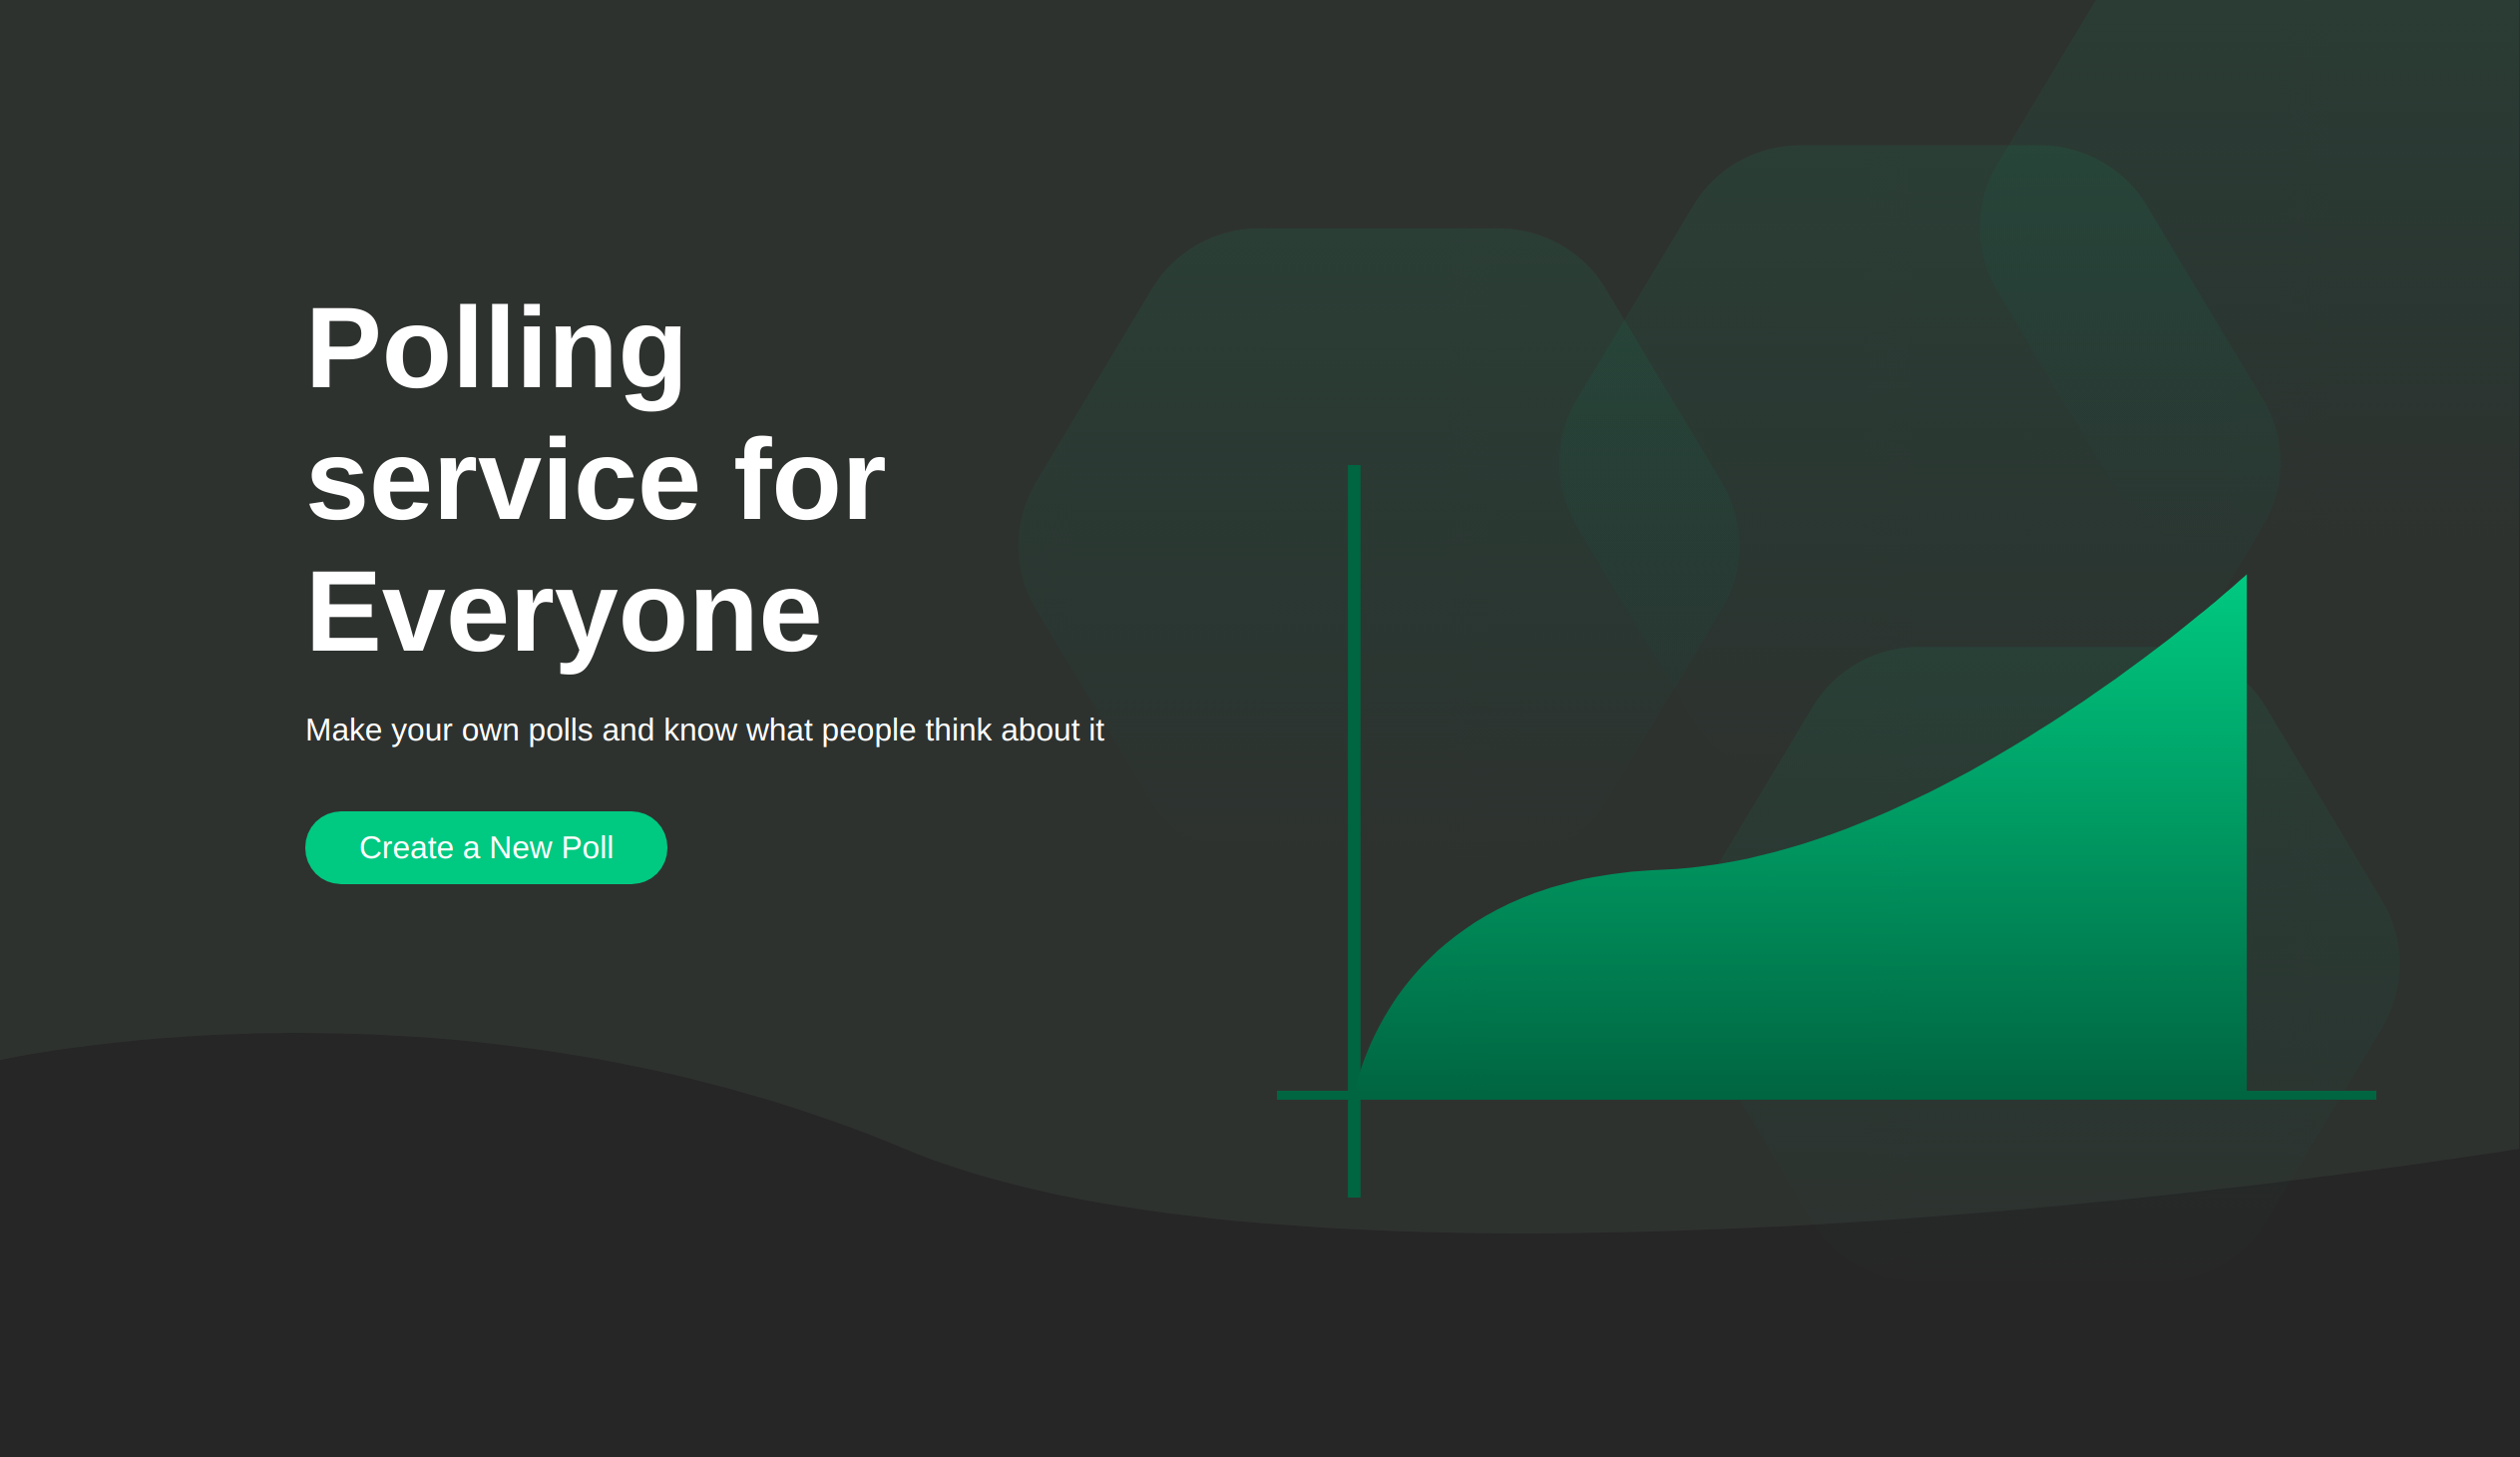 Polling
service for
Everyone
Make your own polls and know what people think about it
Create a New Poll